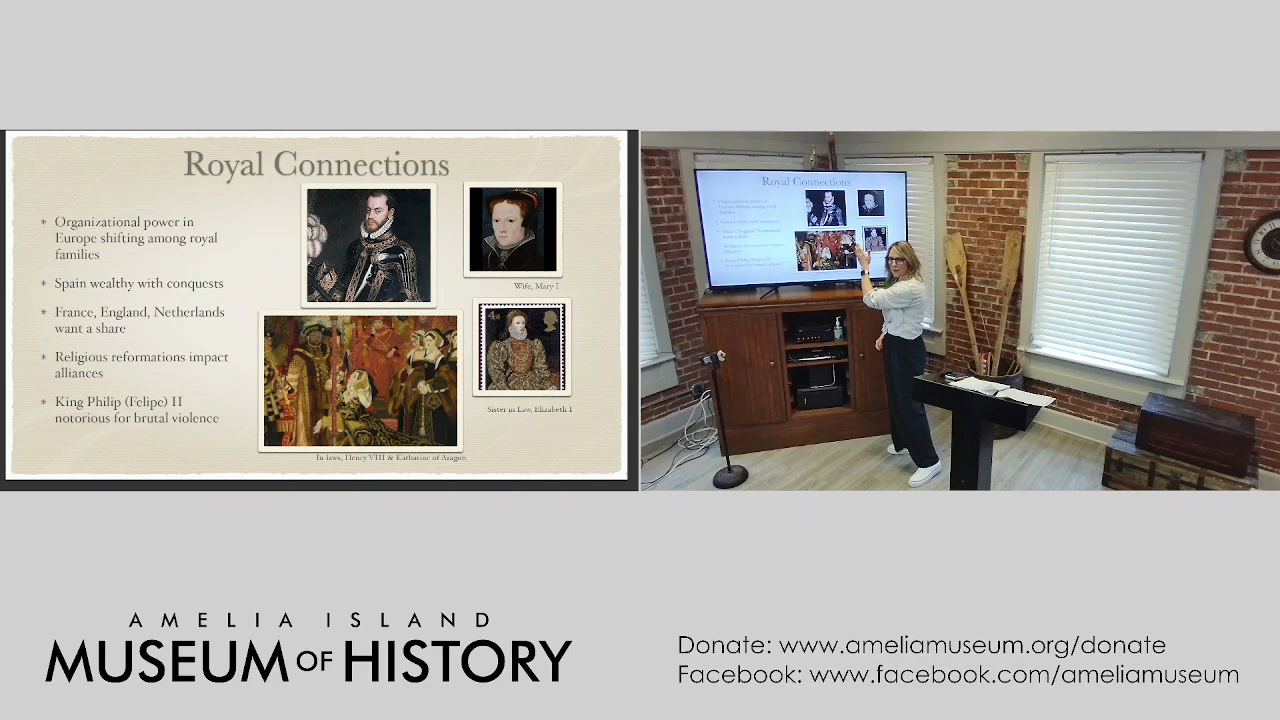 Royal Connections
* Organizational power in
Europe shifting among royal
families
* Spain wealthy with conquests
* France, England, Netherlands
want a share
* Religious reformations impact
alliances
* King Philip (Felipe) II
notorious for brutal violence
Wife, Mary I
4d
Sister in Law, Elizabeth I
In laws, Henry VIII & Katharine of Aragon
Royal Connections
AMELIA ISLAND
MUSEUM OF HISTORY
Donate: www.ameliamuseum.org/donate
Facebook: www.facebook.com/ameliamuseum